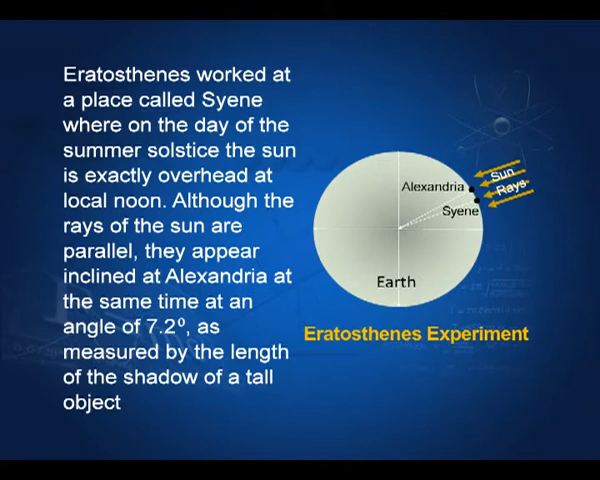 Eratosthenes worked at
a place called Syene
where on the day of the
summer solstice the sun
is exactly overhead at
local noon. Although the
rays of the sun are
parallel, they appear
inclined at Alexandria at
the same time at an
angle of 7.2⁰, as
measured by the length
of the shadow of a tall
object
Alexandria
Syene
Sun
Rays
Earth
Eratosthenes Experiment